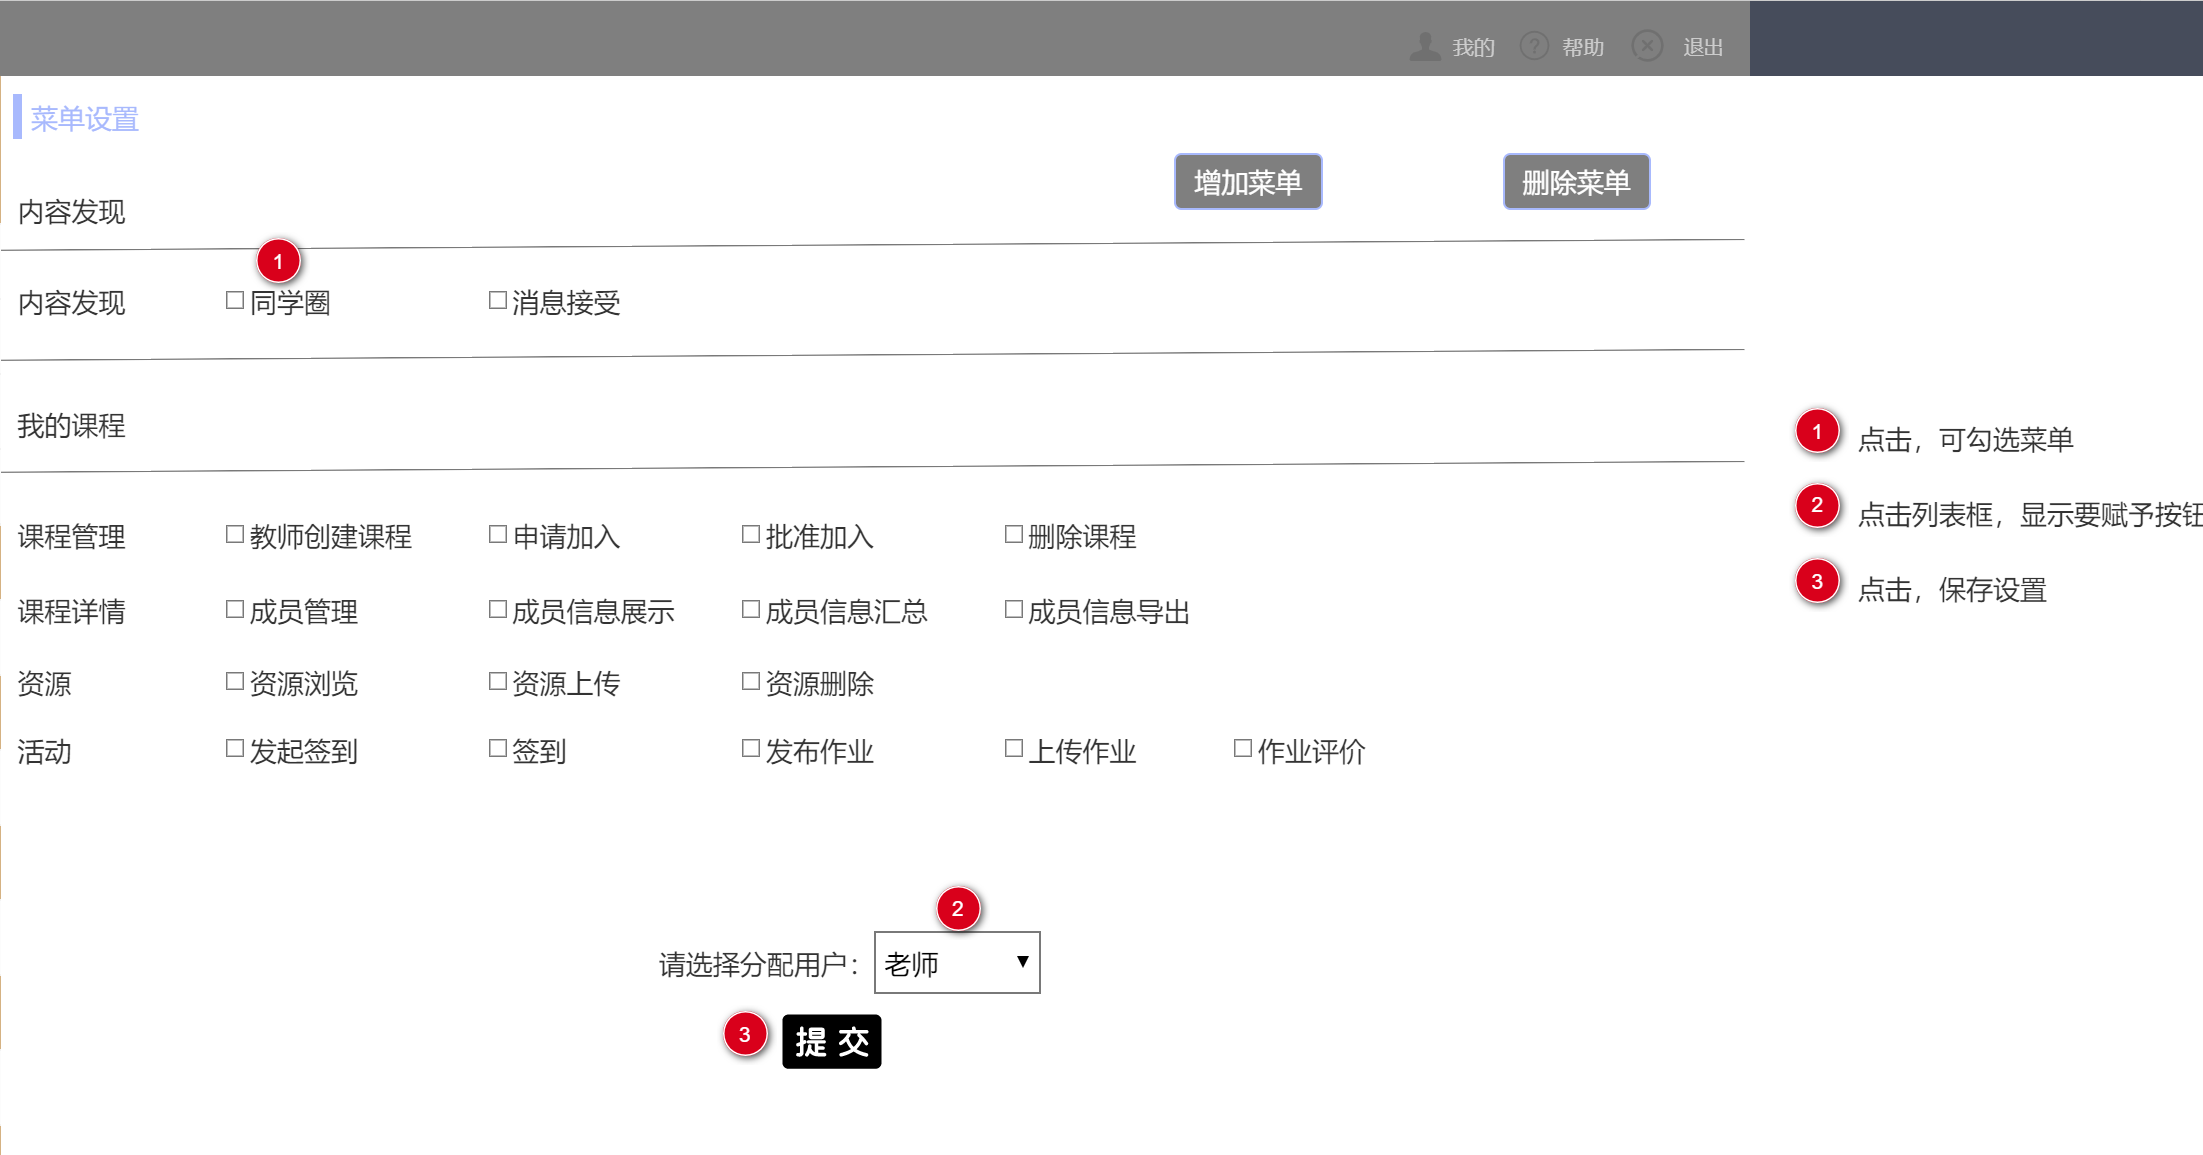 我的 ? 帮助 退出
菜单设置
增加菜单 删除菜单
内容发现
1
内容发现 同学圈 消息接受
我的课程
课程管理 教师创建课程 申请加入 批准加入 删除课程
课程详情 成员管理 成员信息展示 成员信息汇总 成员信息导出
资源 资源浏览 资源上传 资源删除
活动 发起签到 签到 发布作业 上传作业 作业评价
2
请选择分配用户： 老师
3 提 交
1 点击，可勾选菜单
2 点击列表框，显示要赋予按钮
3 点击，保存设置